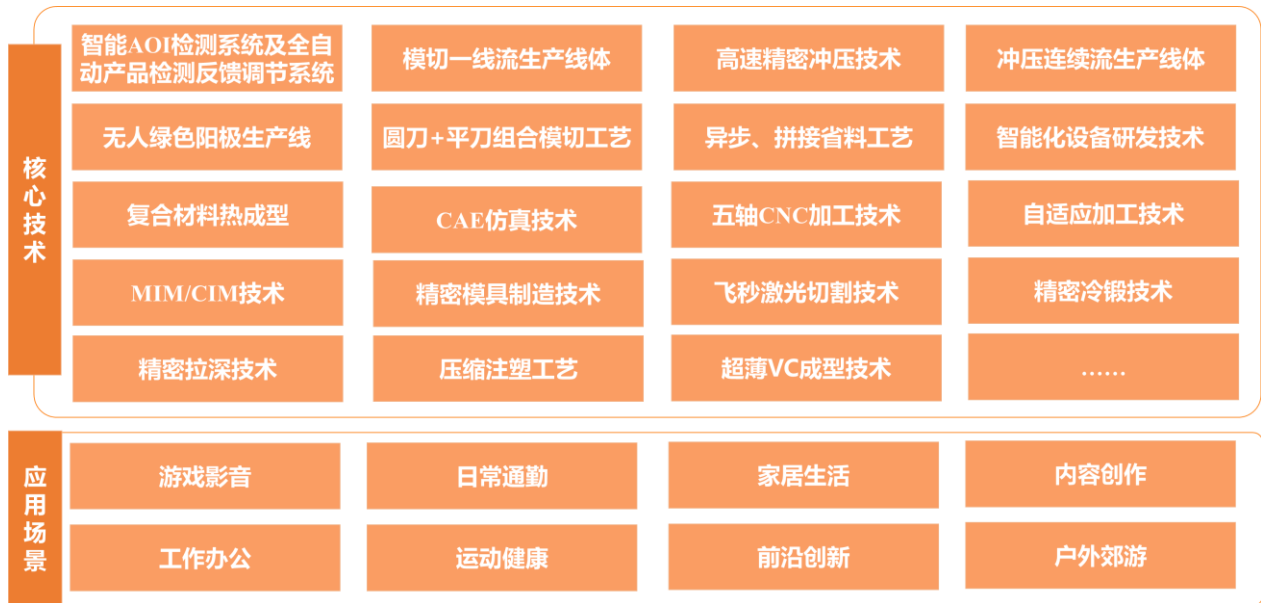 核心技术
智能AOI检测系统及全自
动产品检测反馈调节系统
模切一线流生产线体
高速精密冲压技术
冲压连续流生产线体
无人绿色阳极生产线
圆刀+平刀组合模切工艺
异步、拼接省料工艺
智能化设备研发技术
复合材料热成型
CAE仿真技术
五轴CNC加工技术
自适应加工技术
MIM/CIM技术
精密模具制造技术
飞秒激光切割技术
精密冷锻技术
精密拉深技术
压缩注塑工艺
超薄VC成型技术
……
应用场景
游戏影音
日常通勤
家居生活
内容创作
工作办公
运动健康
前沿创新
户外郊游